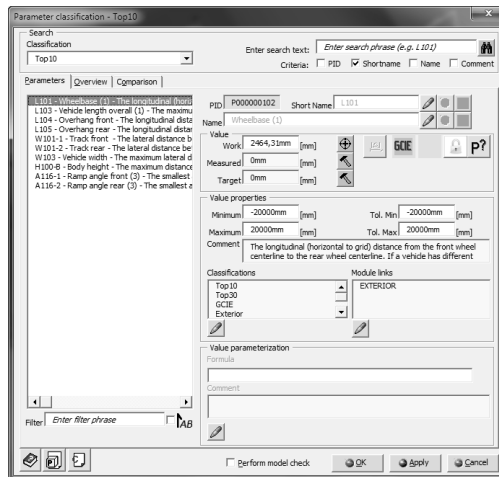 Parameter classification - Top10
Search
Classification
Top10
Enter search text: Enter search phrase (e.g. L101)
Criteria: PID Shortname Name Comment
Parameters Overview Comparison
L101 - Wheelbase (1) - The longitudinal (horiz
L103 - Vehicle length overall (1) - The maximu
L104 - Overhang front - The longitudinal dista
L105 - Overhang rear - The longitudinal distan
W101-1 - Track front - The lateral distance b
W101-2 - Track rear - The lateral distance be
W103 - Vehicle width - The maximum lateral d
H100-B - Body height - The maximum distance
A116-1 - Ramp angle front (3) - The smallest
A116-2 - Ramp angle rear (3) - The smallest a
Filter Enter filter phrase AB
PID P000000102 Short Name L101
Name Wheelbase (1)
Value
Work 2464,31mm [mm]
GCIE P?
Measured 0mm [mm]
Target 0mm [mm]
Value properties
Minimum -20000mm [mm] Tol. Min -20000mm [mm]
Maximum 20000mm [mm] Tol. Max 20000mm [mm]
Comment The longitudinal (horizontal to grid) distance from the front wheel
centerline to the rear wheel centerline. If a vehicle has different
Classifications
Top10
Top30
GCIE
Exterior
Module links
EXTERIOR
Value parameterization
Formula
Comment
Perform model check OK Apply Cancel